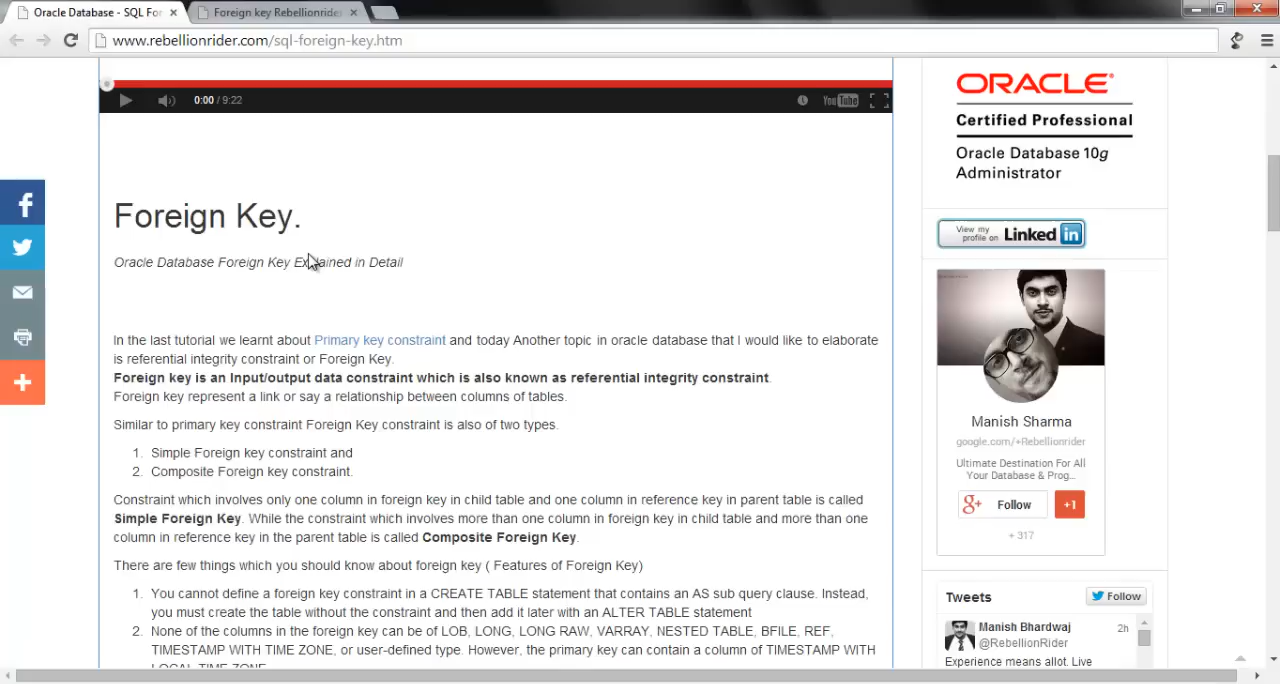 Oracle Database - SQL For
Foreign key Rebellionride
www.rebellionrider.com/sql-foreign-key.htm
0:00 / 9:22
YouTube
Foreign Key.
Oracle Database Foreign Key Explained in Detail
In the last tutorial we learnt about Primary key constraint and today Another topic in oracle database that I would like to elaborate
is referential integrity constraint or Foreign Key.
Foreign key is an Input/output data constraint which is also known as referential integrity constraint.
Foreign key represent a link or say a relationship between columns of tables.
Similar to primary key constraint Foreign Key constraint is also of two types.
1. Simple Foreign key constraint and
2. Composite Foreign key constraint.
Constraint which involves only one column in foreign key in child table and one column in reference key in parent table is called
Simple Foreign Key. While the constraint which involves more than one column in foreign key in child table and more than one
column in reference key in the parent table is called Composite Foreign Key.
There are few things which you should know about foreign key ( Features of Foreign Key)
1. You cannot define a foreign key constraint in a CREATE TABLE statement that contains an AS sub query clause. Instead,
you must create the table without the constraint and then add it later with an ALTER TABLE statement
2. None of the columns in the foreign key can be of LOB, LONG, LONG RAW, VARRAY, NESTED TABLE, BFILE, REF,
TIMESTAMP WITH TIME ZONE, or user-defined type. However, the primary key can contain a column of TIMESTAMP WITH
LOCAL TIME ZONE
ORACLE
Certified Professional
Oracle Database 10g
Administrator
View my
profile on
Linked in
Manish Sharma
google.com/+Rebellionrider
Ultimate Destination For All
Your Database & Prog...
g+ Follow +1
+ 317
Tweets
Follow
Manish Bhardwaj 2h
@RebellionRider
Experience means allot. Live